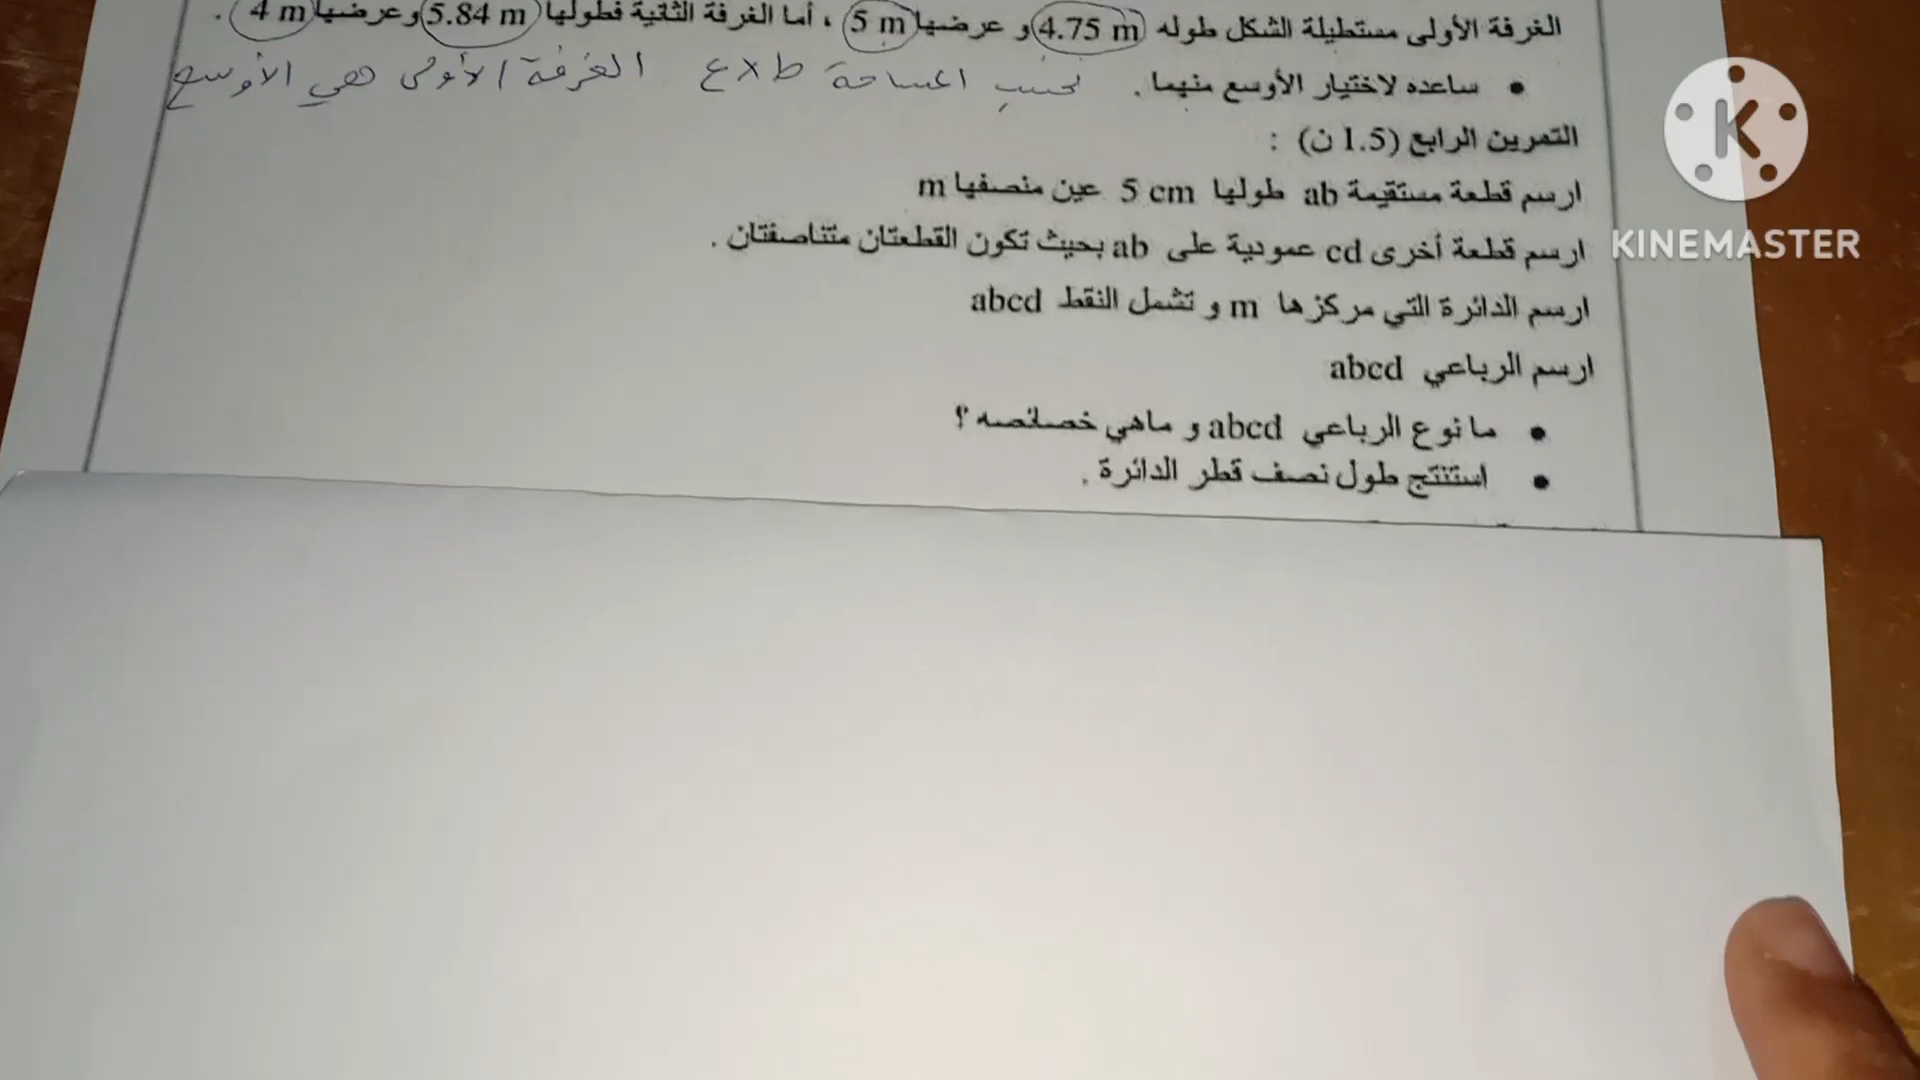 الغرفة الأولى مستطيلة الشكل طوله 4.75 m و عرضها 5 m ، أما الغرفة الثانية فطولها 5.84 m وعرضها 4 m .
ساعده لاختيار الأوسع منهما . نحسب المساحة الغرفة الأولى هي الأوسع
التمرين الرابع (1.5 ن) :
ارسم قطعة مستقيمة ab طولها 5 cm عين منصفها m
ارسم قطعة أخرى cd عمودية على ab بحيث تكون القطعتان متناصفتان .
ارسم الدائرة التي مركزها m و تشمل النقط abcd
ارسم الرباعي abcd
ما نوع الرباعي abcd و ماهي خصائصه ؟
استنتج طول نصف قطر الدائرة .
KINEMASTER